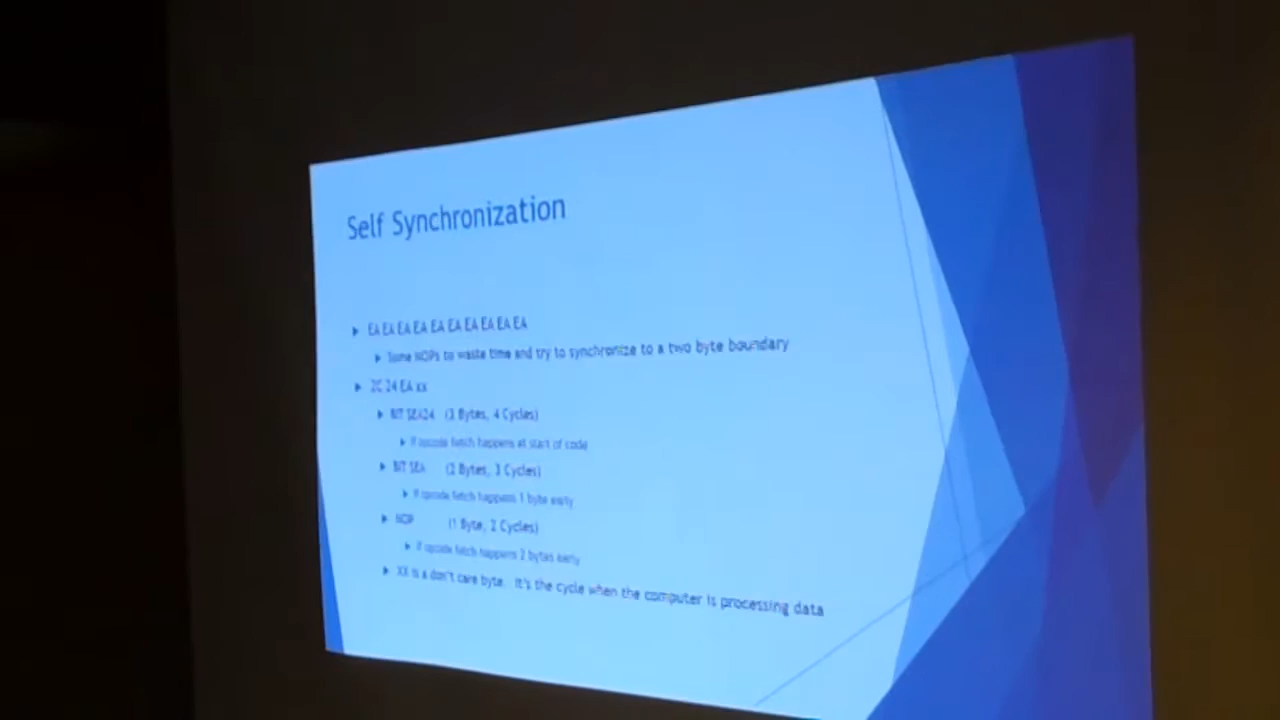 Self Synchronization
EA EA EA EA EA EA EA EA EA EA
Some NOPs to waste time and try to synchronize to a two byte boundary
2C 24 EA xx
BIT $EA24 (3 Bytes, 4 Cycles)
If opcode fetch happens at start of code
BIT $EA (2 Bytes, 3 Cycles)
If opcode fetch happens 1 byte early
NOP (1 Byte, 2 Cycles)
If opcode fetch happens 2 bytes early
XX is a don't care byte. It's the cycle when the computer is processing data